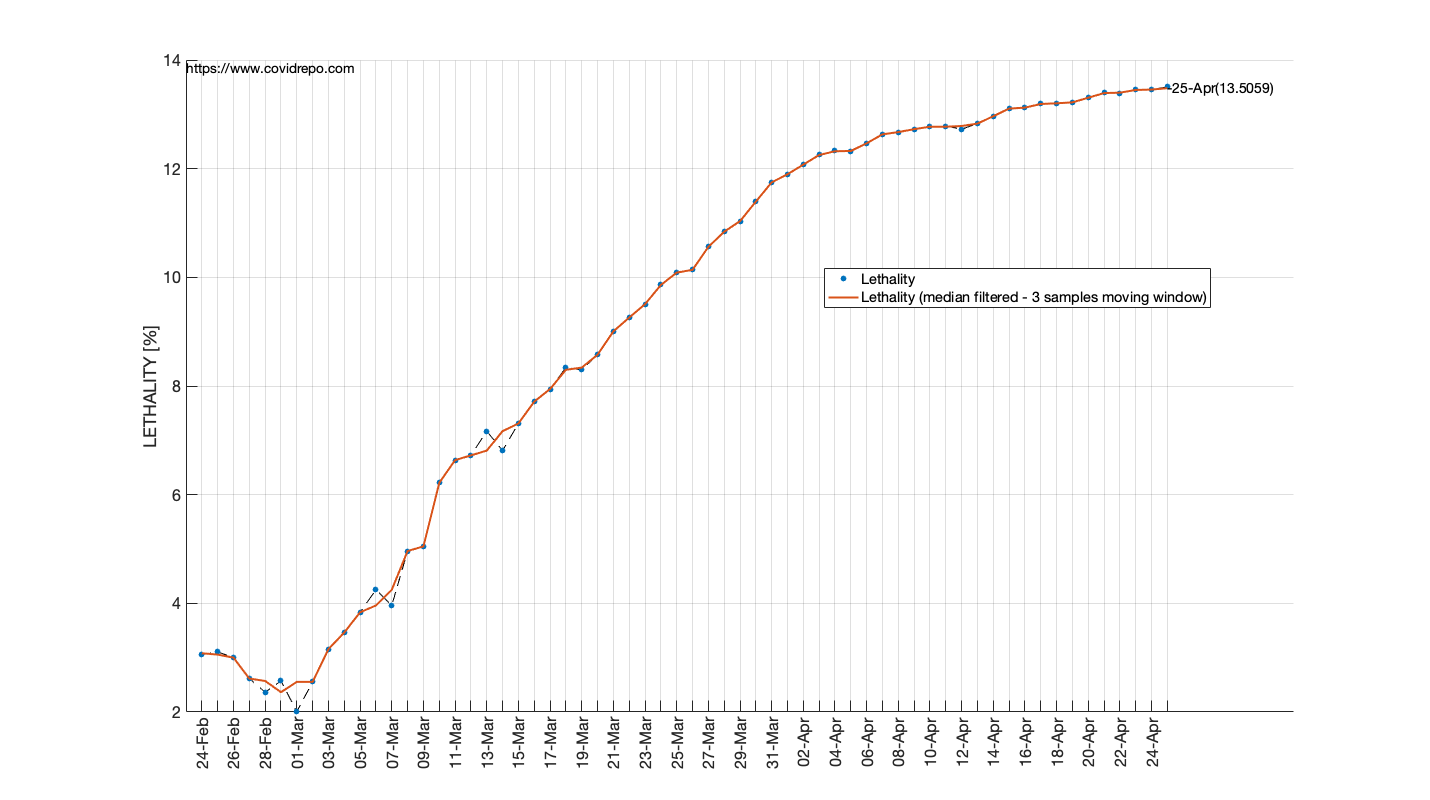 14
https://www.covidrepo.com
25-Apr(13.5059)
12
10
Lethality
Lethality (median filtered - 3 samples moving window)
LETHALITY [%]
8
6
4
2
24-Feb
26-Feb
28-Feb
01-Mar
03-Mar
05-Mar
07-Mar
09-Mar
11-Mar
13-Mar
15-Mar
17-Mar
19-Mar
21-Mar
23-Mar
25-Mar
27-Mar
29-Mar
31-Mar
02-Apr
04-Apr
06-Apr
08-Apr
10-Apr
12-Apr
14-Apr
16-Apr
18-Apr
20-Apr
22-Apr
24-Apr